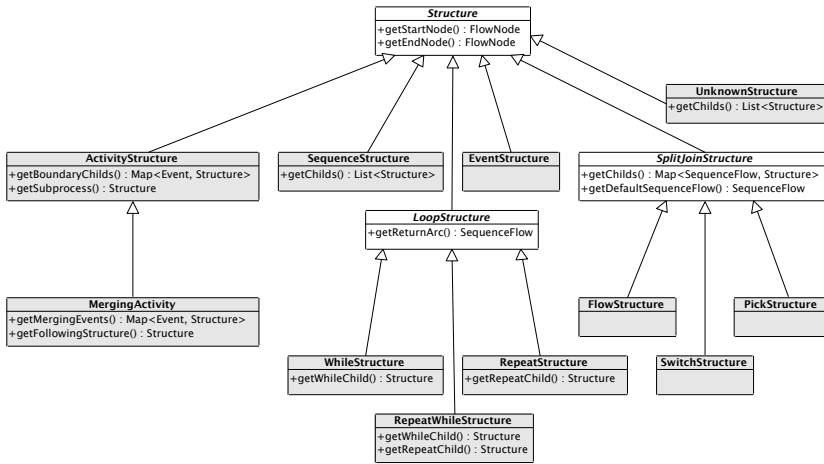 Structure
+getStartNode() : FlowNode
+getEndNode() : FlowNode
UnknownStructure
+getChilds() : List<Structure>
ActivityStructure
+getBoundaryChilds() : Map<Event, Structure>
+getSubprocess() : Structure
SequenceStructure
+getChilds() : List<Structure>
EventStructure
SplitJoinStructure
+getChilds() : Map<SequenceFlow, Structure>
+getDefaultSequenceFlow() : SequenceFlow
LoopStructure
+getReturnArc() : SequenceFlow
MergingActivity
+getMergingEvents() : Map<Event, Structure>
+getFollowingStructure() : Structure
FlowStructure
PickStructure
WhileStructure
+getWhileChild() : Structure
RepeatStructure
+getRepeatChild() : Structure
SwitchStructure
RepeatWhileStructure
+getWhileChild() : Structure
+getRepeatChild() : Structure